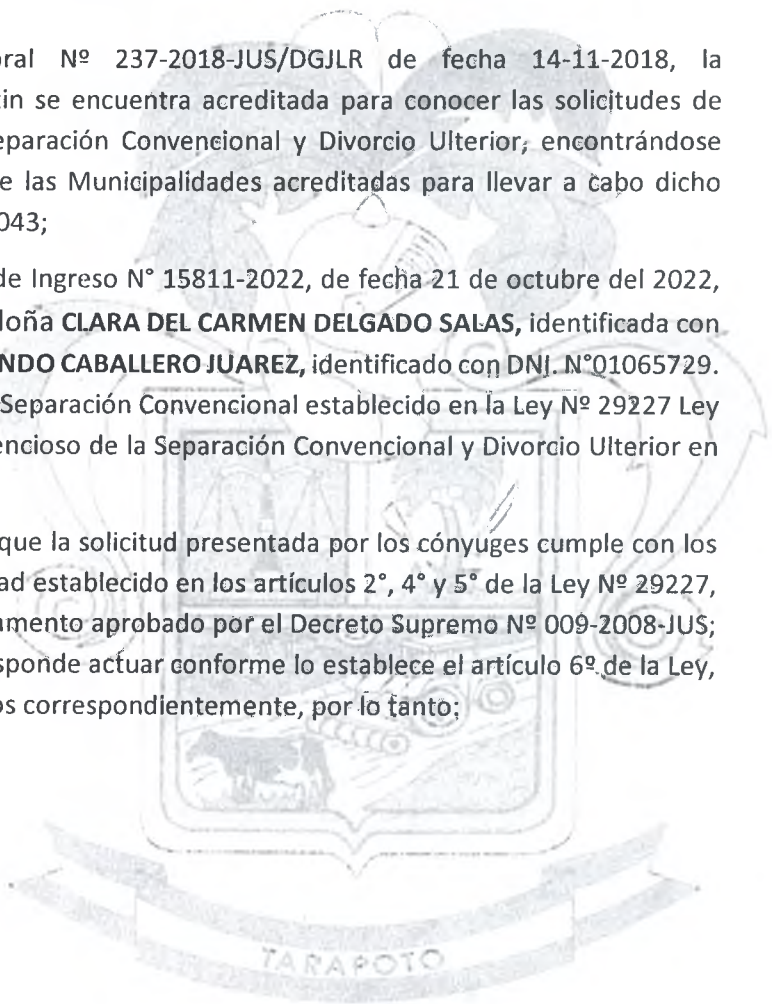 oral Nº 237-2018-JUS/DGJLR de fecha 14-11-2018, la
tin se encuentra acreditada para conocer las solicitudes de
eparación Convencional y Divorcio Ulterior, encontrándose
e las Municipalidades acreditadas para llevar a cabo dicho
043;
de Ingreso N° 15811-2022, de fecha 21 de octubre del 2022,
doña CLARA DEL CARMEN DELGADO SALAS, identificada con
NDO CABALLERO JUAREZ, identificado con DNI. N°01065729.
Separación Convencional establecido en la Ley Nº 29227 Ley
encioso de la Separación Convencional y Divorcio Ulterior en
que la solicitud presentada por los cónyuges cumple con los
ad establecido en los artículos 2°, 4° y 5° de la Ley Nº 29227,
amento aprobado por el Decreto Supremo Nº 009-2008-JUS;
sponde actuar conforme lo establece el artículo 6º de la Ley,
os correspondientemente, por lo tanto;
TARAPOTO